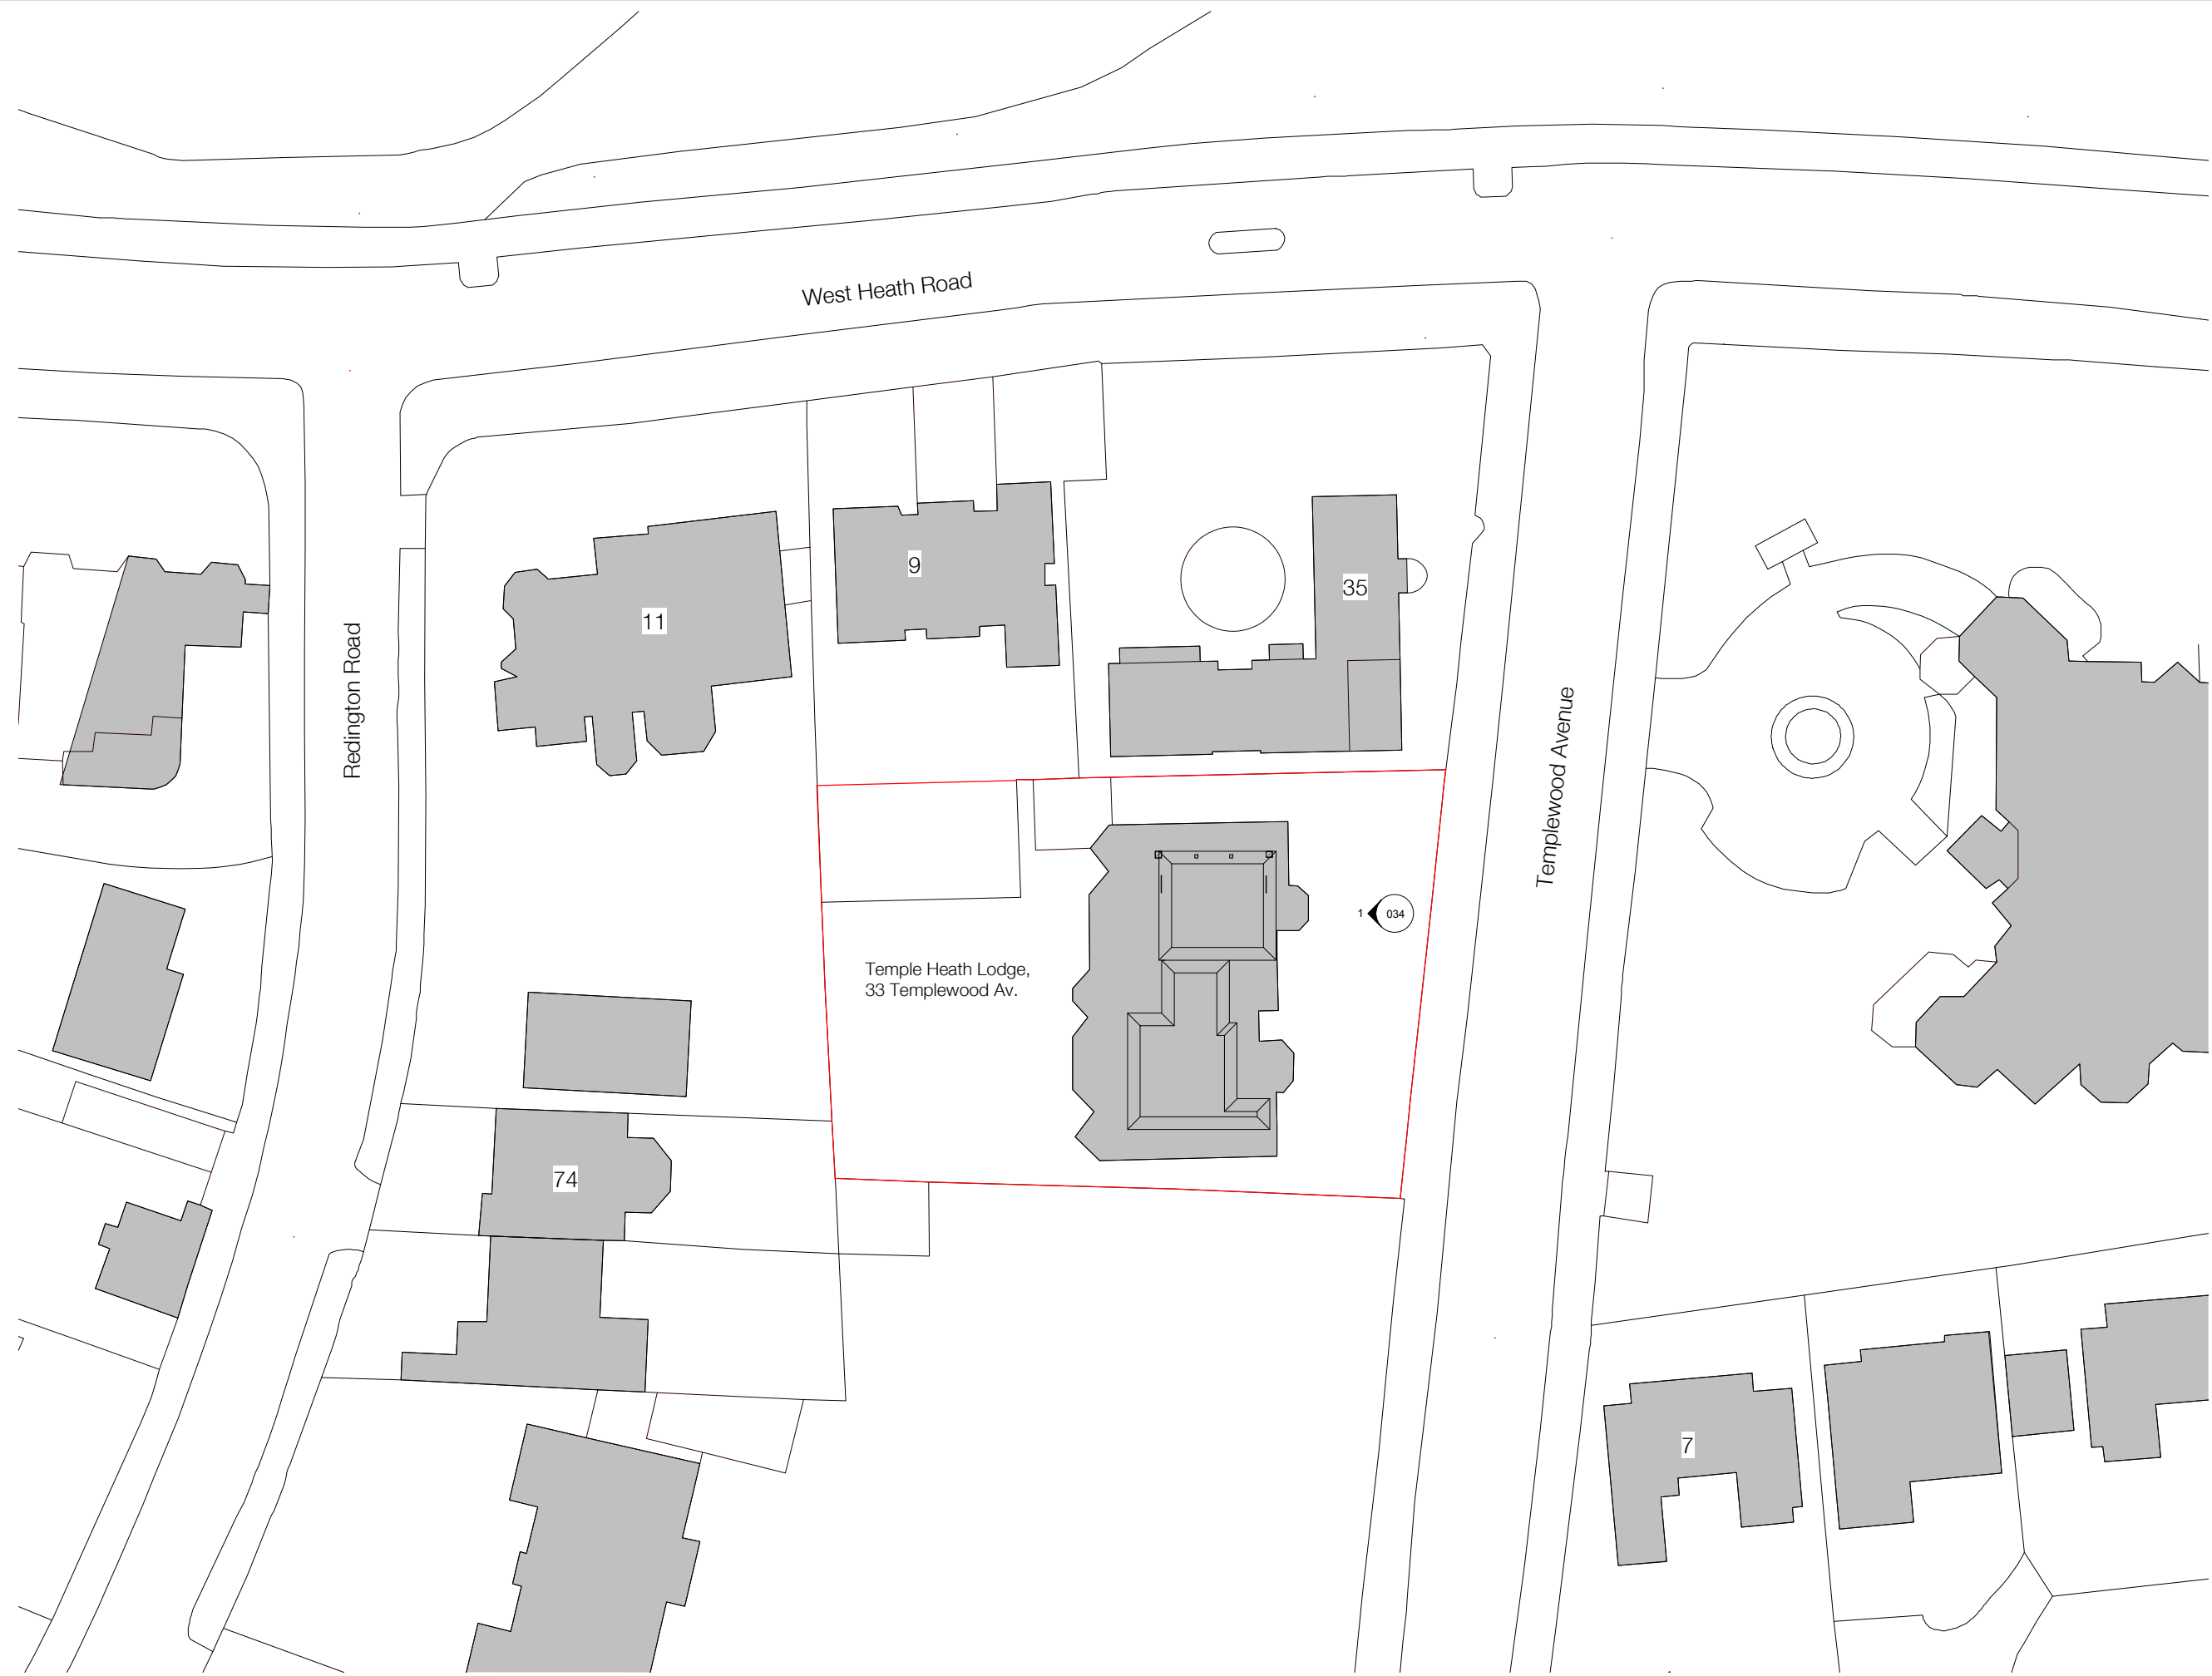 West Heath Road
9
35
11
Redington Road
Templewood Avenue
1
034
Temple Heath Lodge,
33 Templewood Av.
74
7